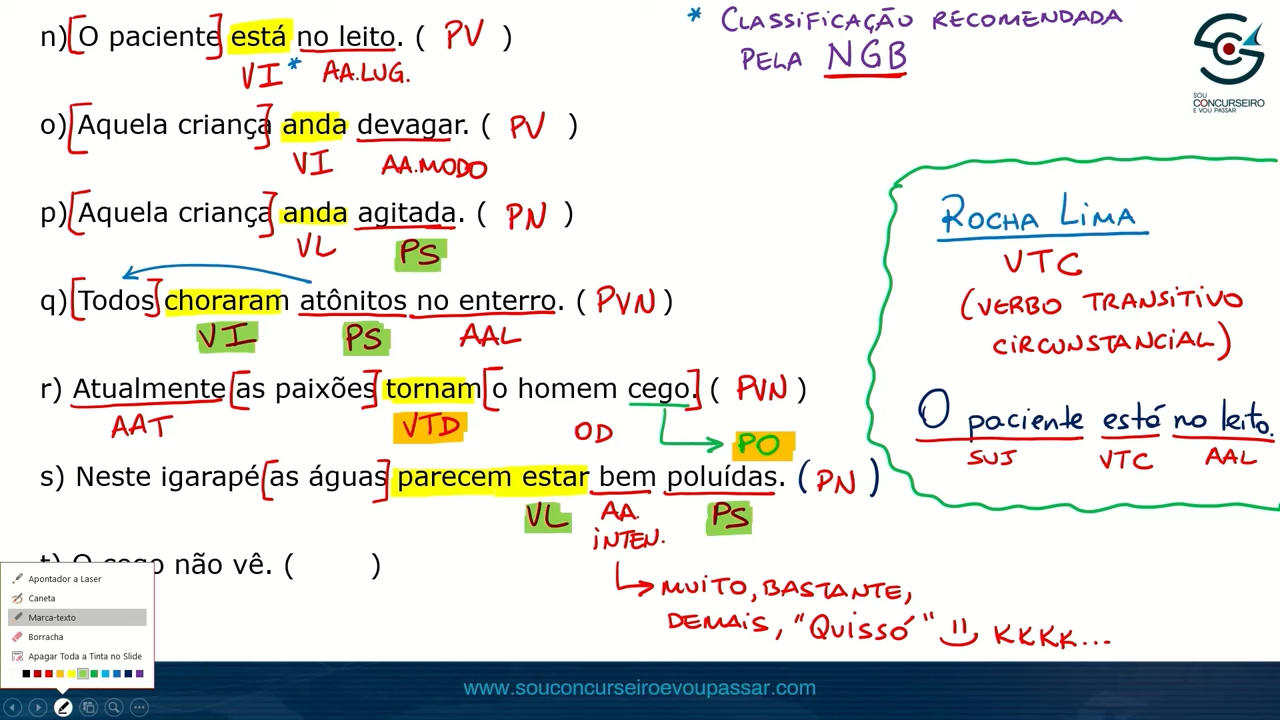 n) O paciente está no leito. ( PV )
VI * AA.LUG.
* CLASSIFICAÇÃO RECOMENDADA
PELA NGB
SOU
CONCURSEIRO
E VOU PASSAR
o) Aquela criança anda devagar. ( PV )
VI AA.MODO
p) Aquela criança anda agitada. ( PN )
VL PS
q) Todos choraram atônitos no enterro. ( PVN )
VI PS AAL
r) Atualmente as paixões tornam o homem cego. ( PVN )
AAT VTD OD PO
s) Neste igarapé as águas parecem estar bem poluídas. ( PN )
VL AA. PS
INTEN.
MUITO, BASTANTE,
DEMAIS, "QUISSÓ" KKKK...
t) O cego não vê. ( )
ROCHA LIMA
VTC
(VERBO TRANSITIVO
CIRCUNSTANCIAL)
O paciente está no leito.
SUJ VTC AAL
Apontador a Laser
Caneta
Marca-texto
Borracha
Apagar Toda a Tinta no Slide
www.souconcurseiroevoupassar.com